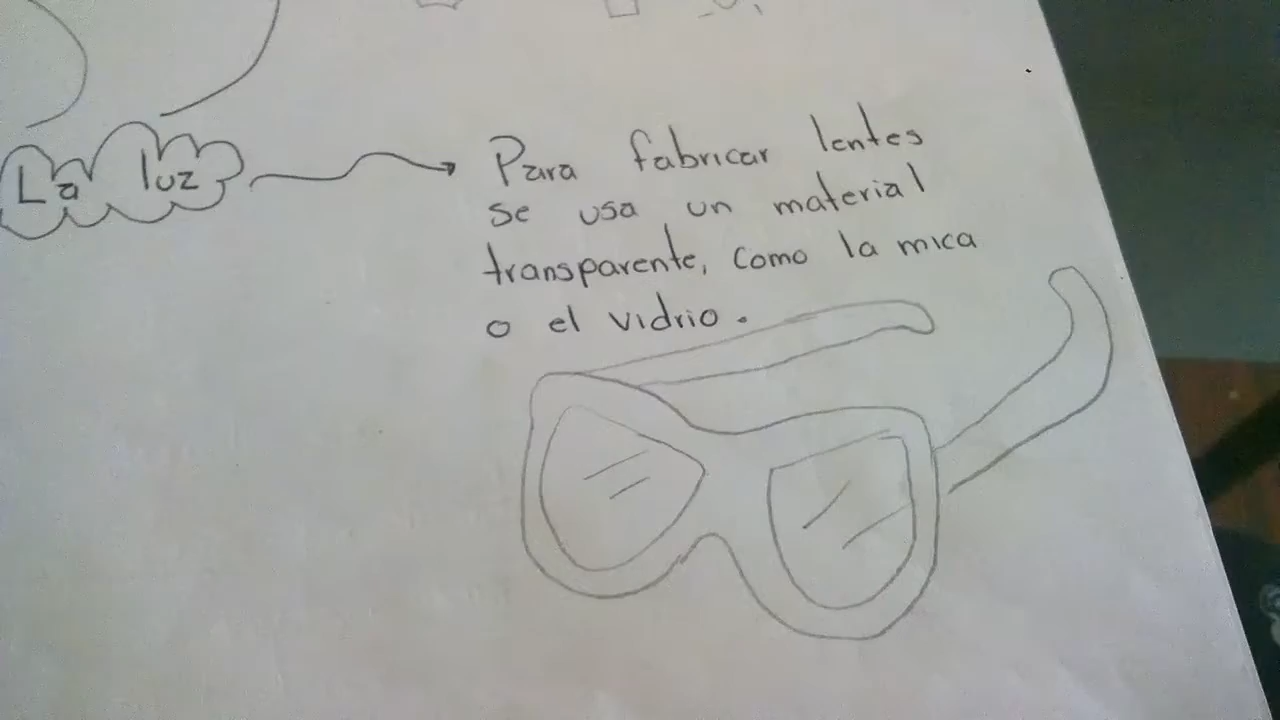 La luz
Para fabricar lentes
se usa un material
transparente, como la mica
o el vidrio.